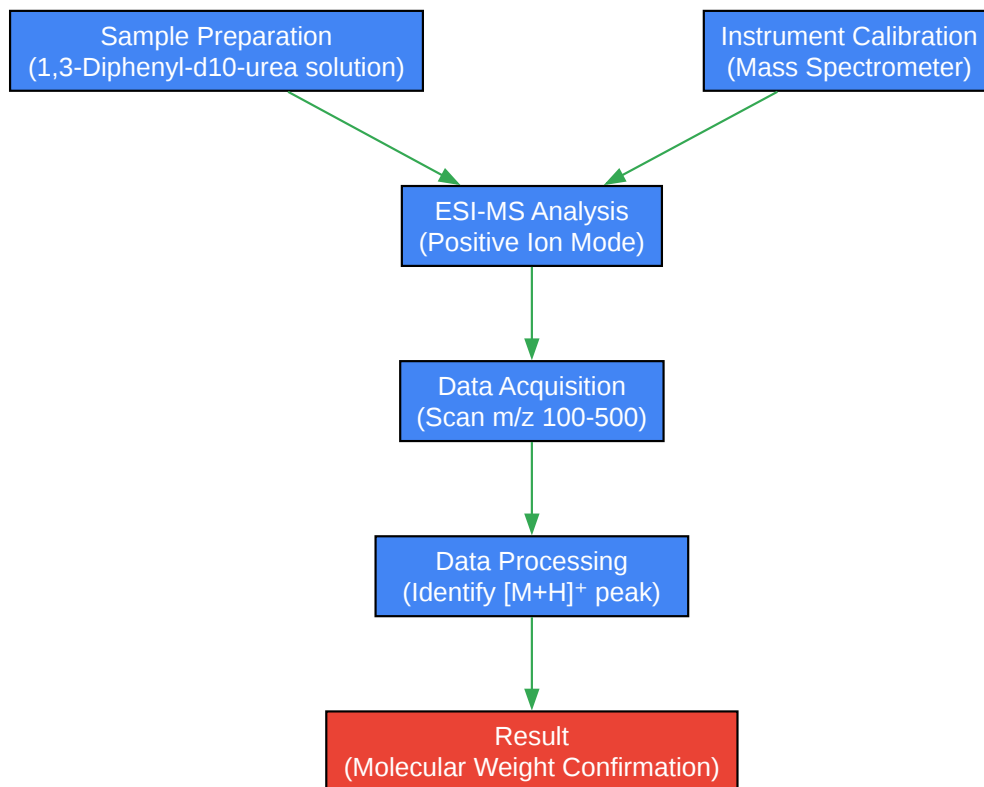 Sample Preparation
(1,3-Diphenyl-d10-urea solution)
Instrument Calibration
(Mass Spectrometer)
ESI-MS Analysis
(Positive Ion Mode)
Data Acquisition
(Scan m/z 100-500)
Data Processing
(Identify [M+H]⁺ peak)
Result
(Molecular Weight Confirmation)